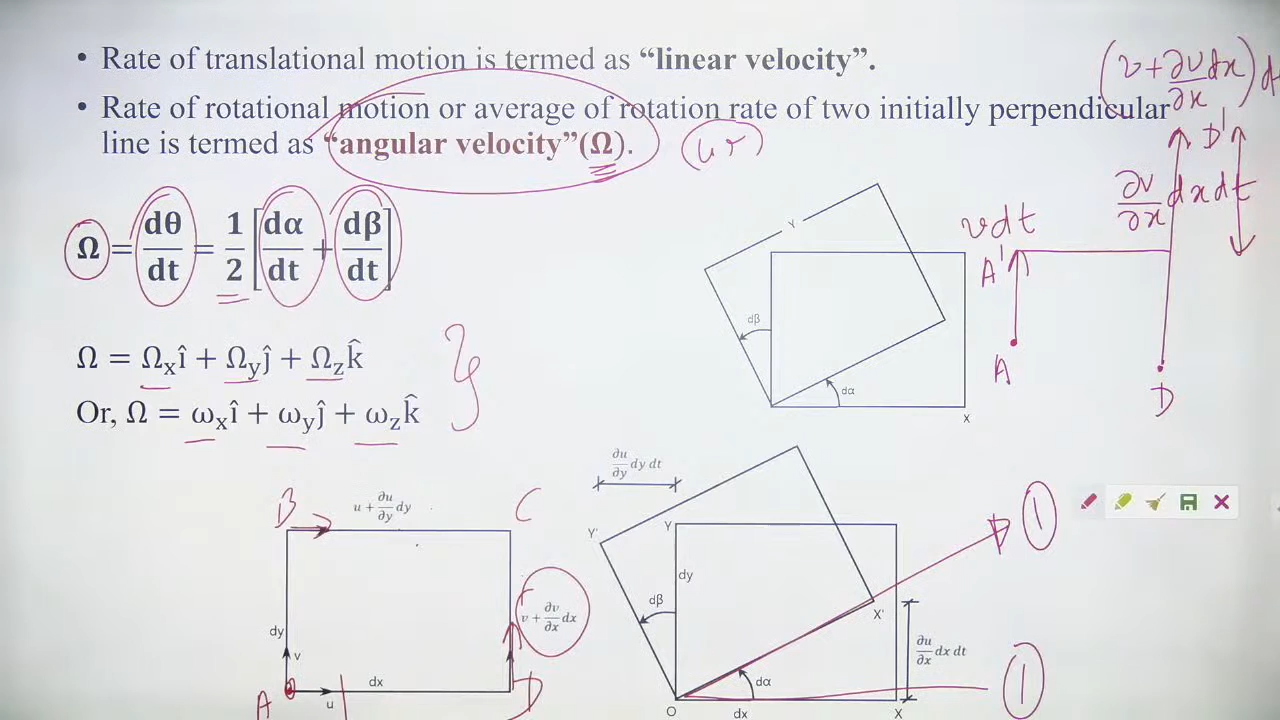 • Rate of translational motion is termed as “linear velocity”.
• Rate of rotational motion or average of rotation rate of two initially perpendicular
line is termed as “angular velocity”(Ω).
Ω = dθ/dt = 1/2 [dα/dt + dβ/dt]
Ω = Ωxî + Ωyĵ + Ωzk̂
Or, Ω = ωxî + ωyĵ + ωzk̂
(v + ∂v/∂x dx) d
D'
∂v/∂x dx dt
vdt
A'
A
D
Y
dβ
dα
X
B
u + ∂u/∂y dy
C
v + ∂v/∂x dx
dy
v
A
u
dx
D
∂u/∂y dy dt
Y'
Y
dy
dβ
X'
∂u/∂x dx dt
dα
O
dx
X
1
1